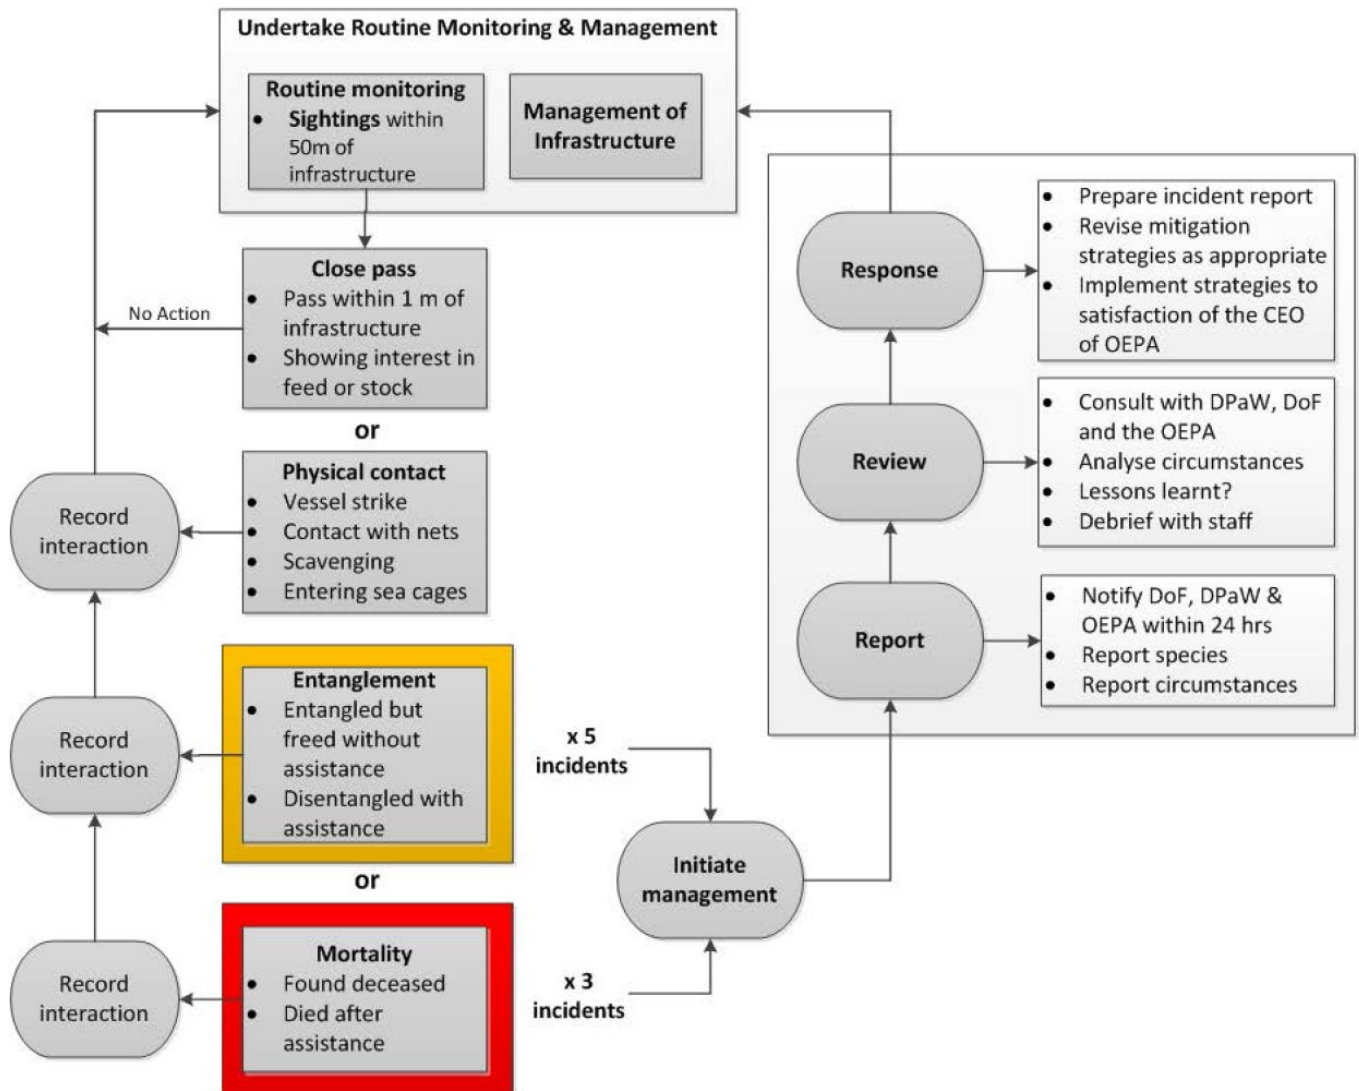 Undertake Routine Monitoring & Management
Routine monitoring
• Sightings within
50m of
infrastructure
Management of
Infrastructure
Close pass
• Pass within 1 m of
infrastructure
• Showing interest in
feed or stock
No Action
or
Physical contact
• Vessel strike
• Contact with nets
• Scavenging
• Entering sea cages
Record
interaction
Entanglement
• Entangled but
freed without
assistance
• Disentangled with
assistance
Record
interaction
x 5
incidents
or
Mortality
• Found deceased
• Died after
assistance
Record
interaction
x 3
incidents
Initiate
management
Response
• Prepare incident report
• Revise mitigation
strategies as appropriate
• Implement strategies to
satisfaction of the CEO
of OEPA
Review
• Consult with DPaW, DoF
and the OEPA
• Analyse circumstances
• Lessons learnt?
• Debrief with staff
Report
• Notify DoF, DPaW &
OEPA within 24 hrs
• Report species
• Report circumstances